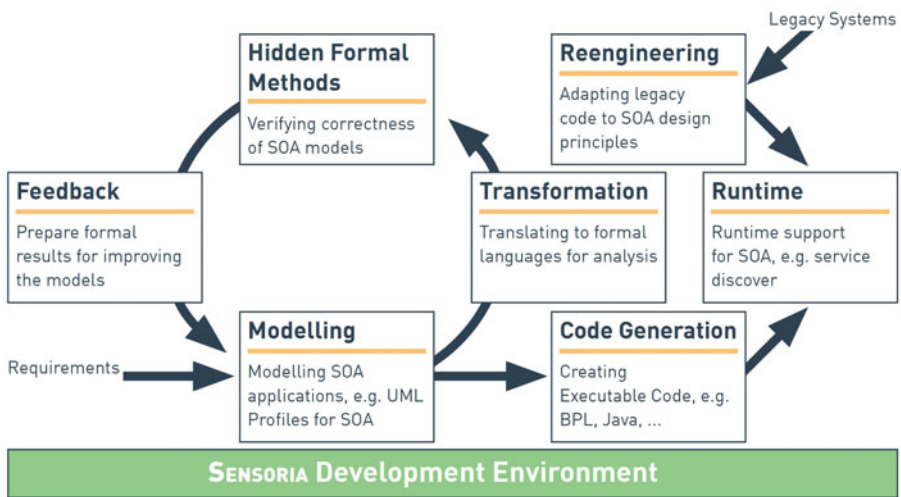 Legacy Systems
Hidden Formal
Methods
Verifying correctness
of SOA models
Reengineering
Adapting legacy
code to SOA design
principles
Feedback
Prepare formal
results for improving
the models
Transformation
Translating to formal
languages for analysis
Runtime
Runtime support
for SOA, e.g. service
discover
Requirements
Modelling
Modelling SOA
applications, e.g. UML
Profiles for SOA
Code Generation
Creating
Executable Code, e.g.
BPL, Java, ...
SENSORIA Development Environment